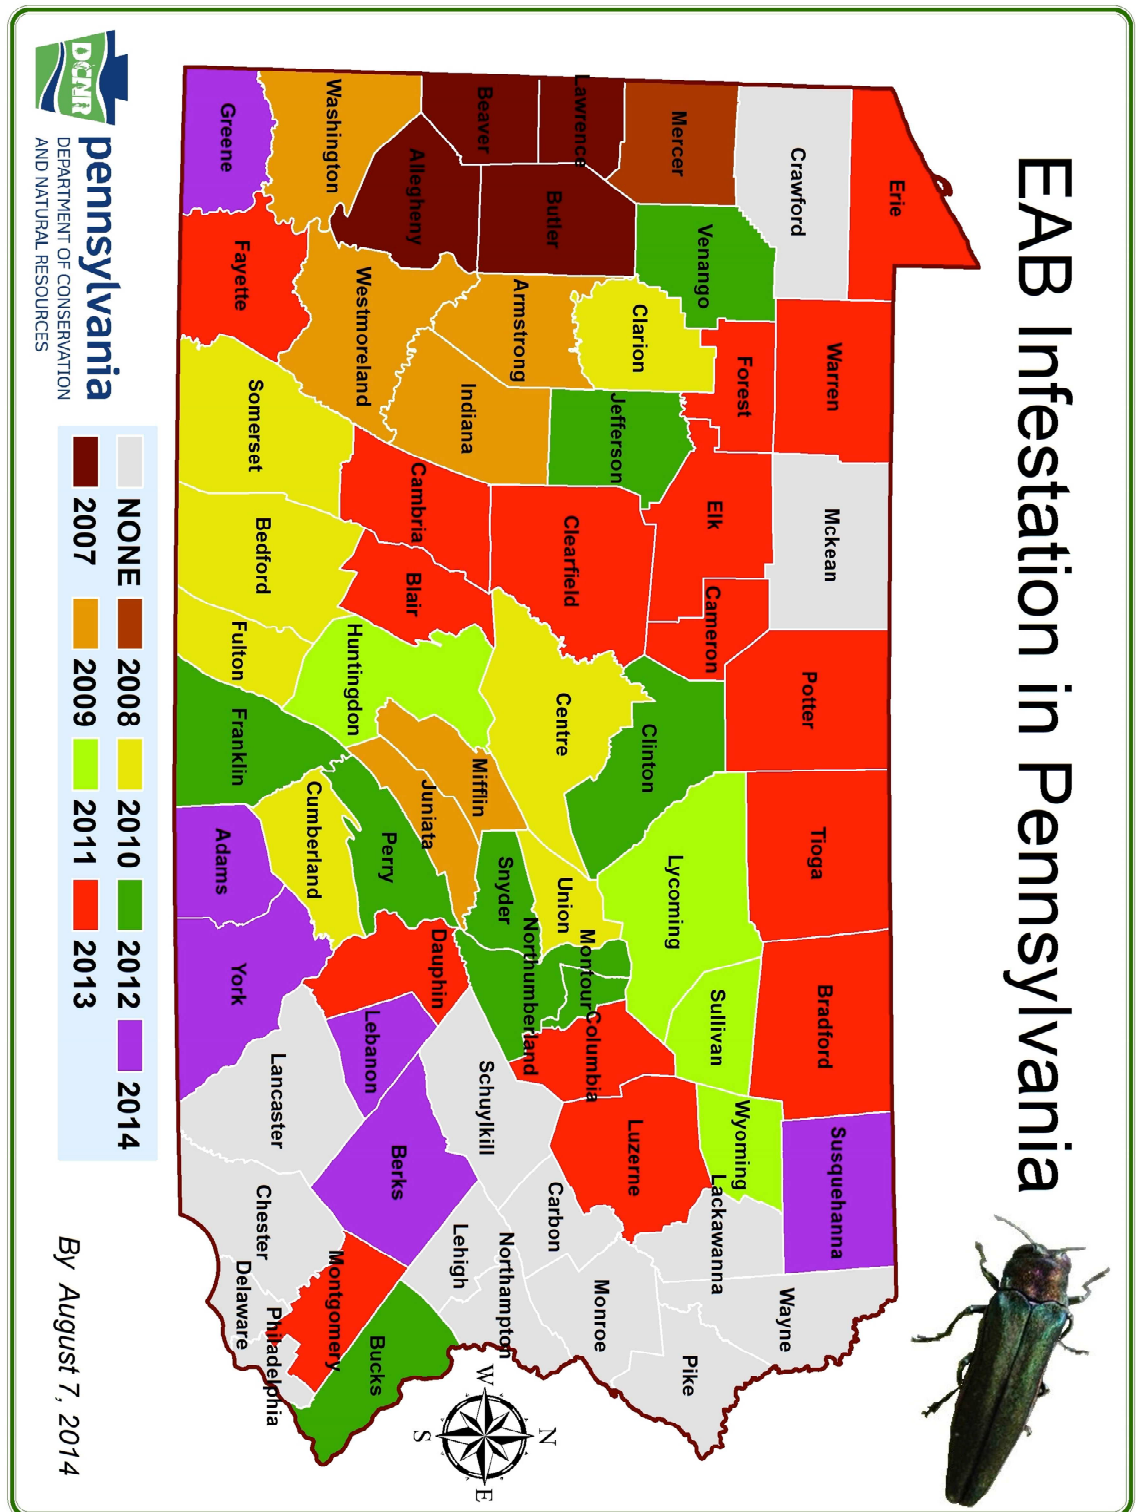 EAB Infestation in Pennsylvania
Erie
Crawford
Warren
Mckean
Potter
Tioga
Bradford
Susquehanna
Wayne
Mercer
Venango
Forest
Elk
Cameron
Clinton
Lycoming
Sullivan
Wyoming
Lackawanna
Pike
Lawrence
Butler
Clarion
Jefferson
Clearfield
Centre
Union
Montour
Columbia
Luzerne
Monroe
Beaver
Allegheny
Armstrong
Indiana
Cambria
Blair
Huntingdon
Mifflin
Juniata
Snyder
Northumberland
Schuylkill
Carbon
Northampton
Lehigh
Washington
Westmoreland
Somerset
Bedford
Fulton
Franklin
Perry
Cumberland
Dauphin
Lebanon
Berks
Montgomery
Bucks
Greene
Fayette
Adams
York
Lancaster
Chester
Delaware
Philadelphia
N
W
E
S
DCNR
pennsylvania
DEPARTMENT OF CONSERVATION
AND NATURAL RESOURCES
NONE 2008 2010 2012 2014
2007 2009 2011 2013
By August 7, 2014